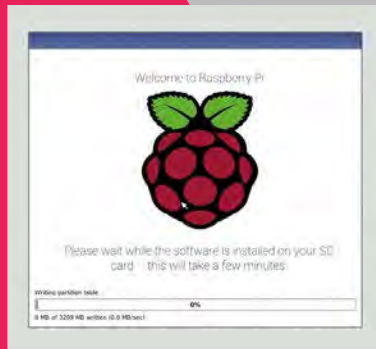 Welcome to Raspberry Pi
Please wait while the software is installed on your SD
card this will take a few minutes
Writing partition table
0%
0 MB of 3299 MB written (0.0 MB/sec)